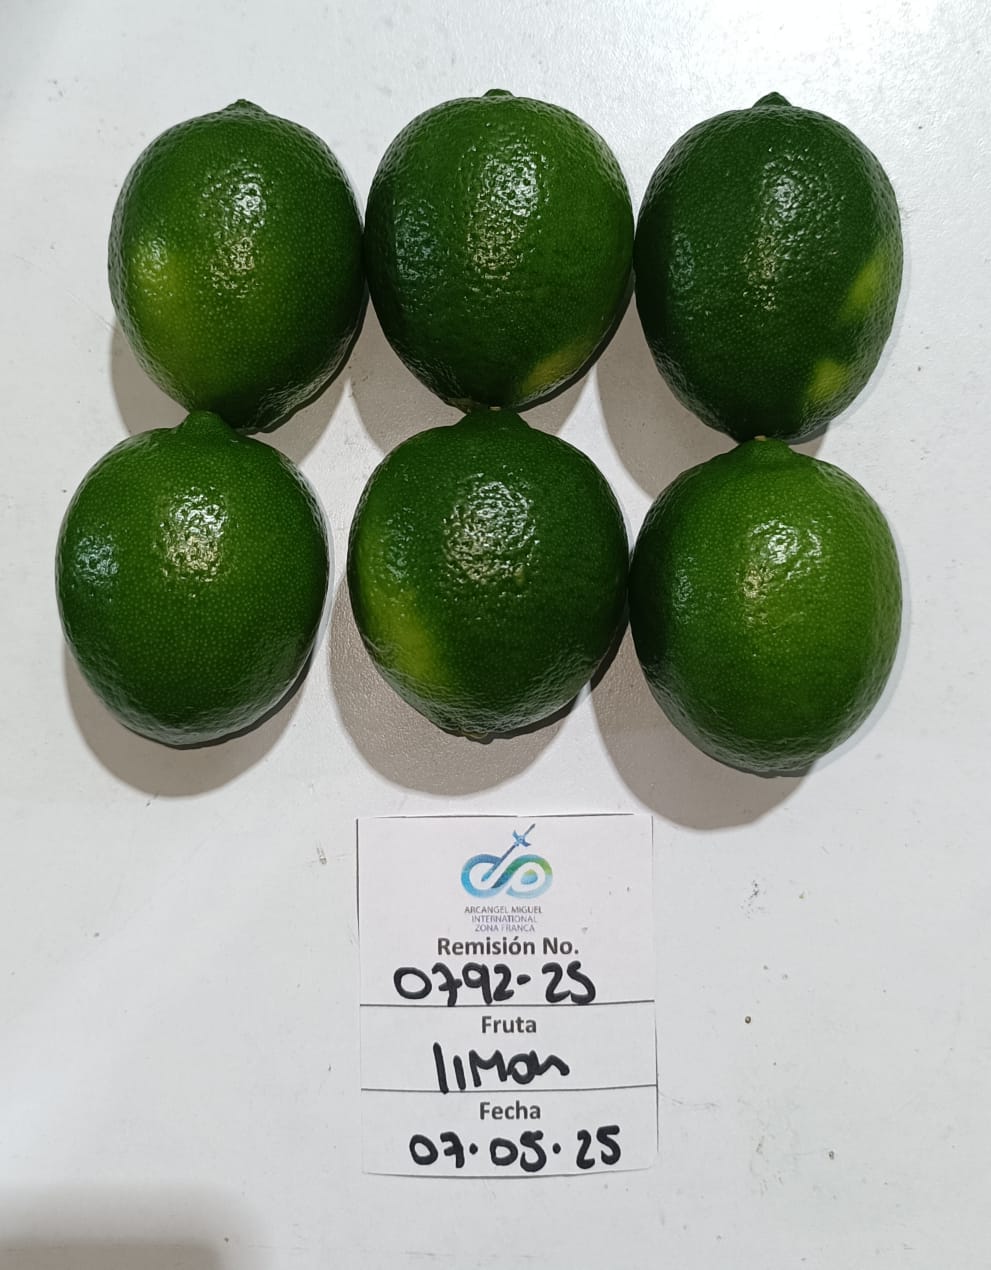 ARCANGEL MIGUEL
INTERNATIONAL
ZONA FRANCA
Remisión No.
0792-25
Fruta
limon
Fecha
07.05.25